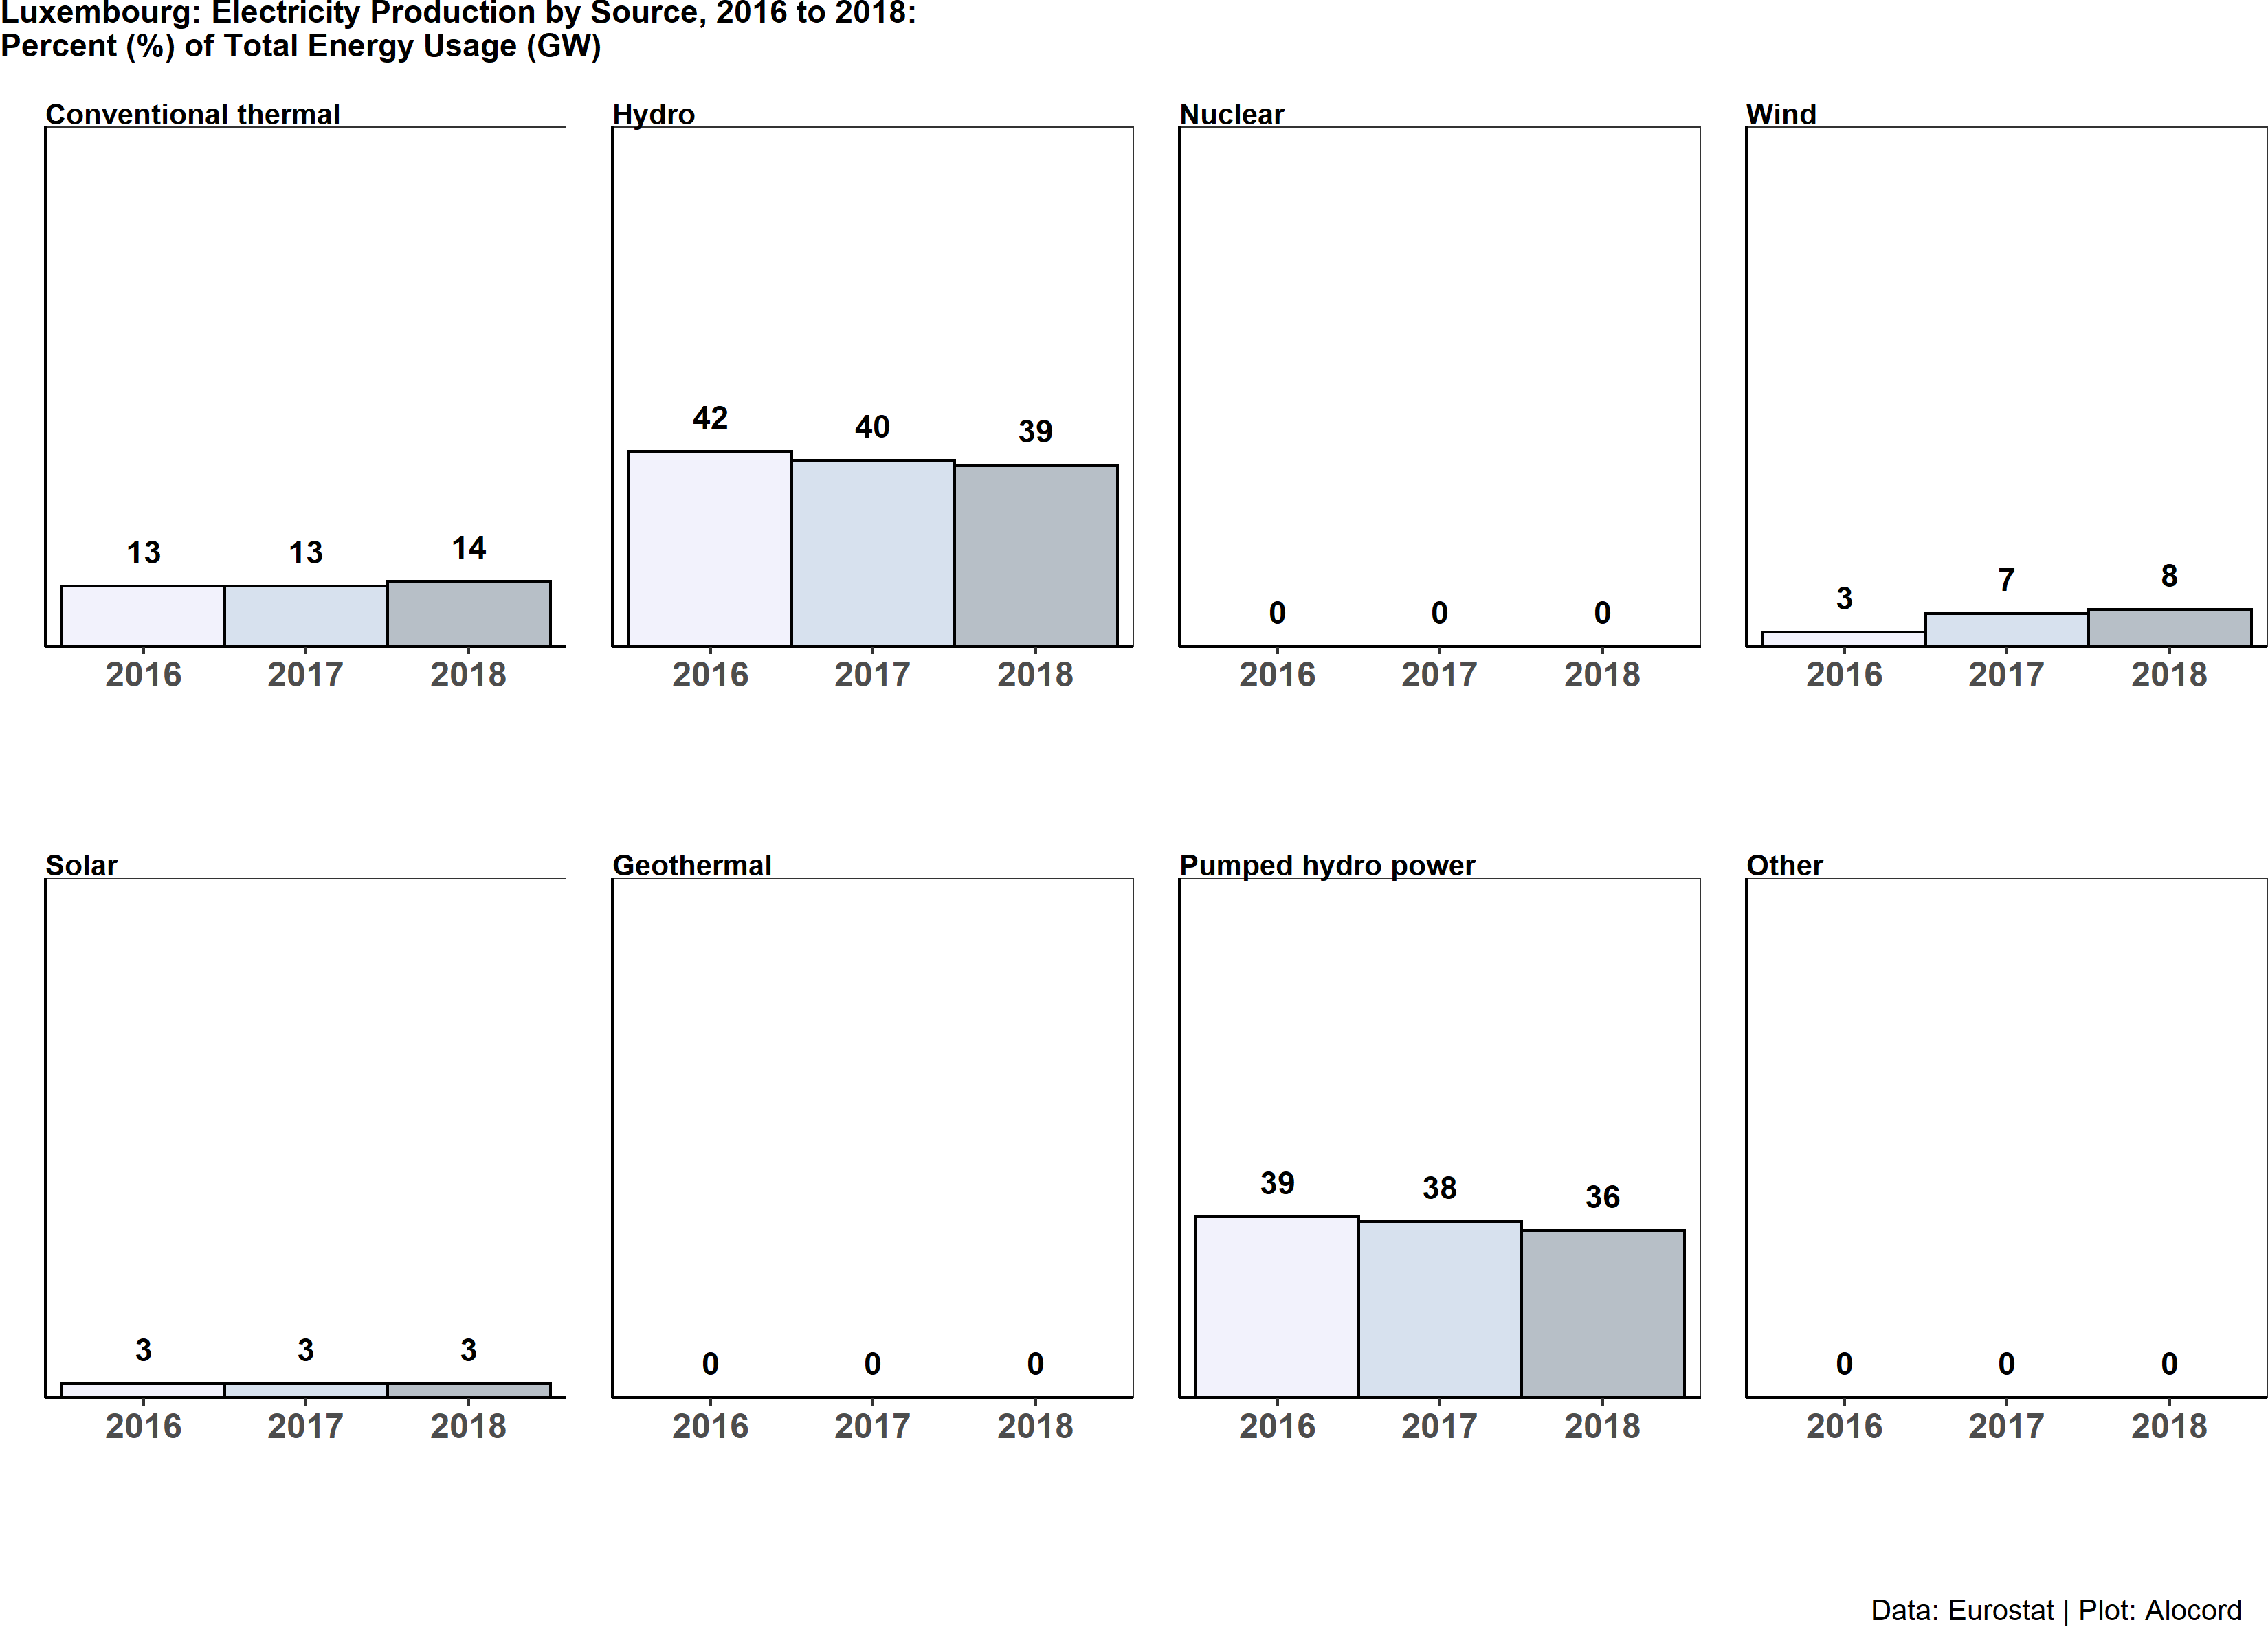 Luxembourg: Electricity Production by Source, 2016 to 2018:
Percent (%) of Total Energy Usage (GW)
Conventional thermal
13 13 14
2016 2017 2018
Hydro
42 40 39
2016 2017 2018
Nuclear
0 0 0
2016 2017 2018
Wind
3 7 8
2016 2017 2018
Solar
3 3 3
2016 2017 2018
Geothermal
0 0 0
2016 2017 2018
Pumped hydro power
39 38 36
2016 2017 2018
Other
0 0 0
2016 2017 2018
Data: Eurostat | Plot: Alocord